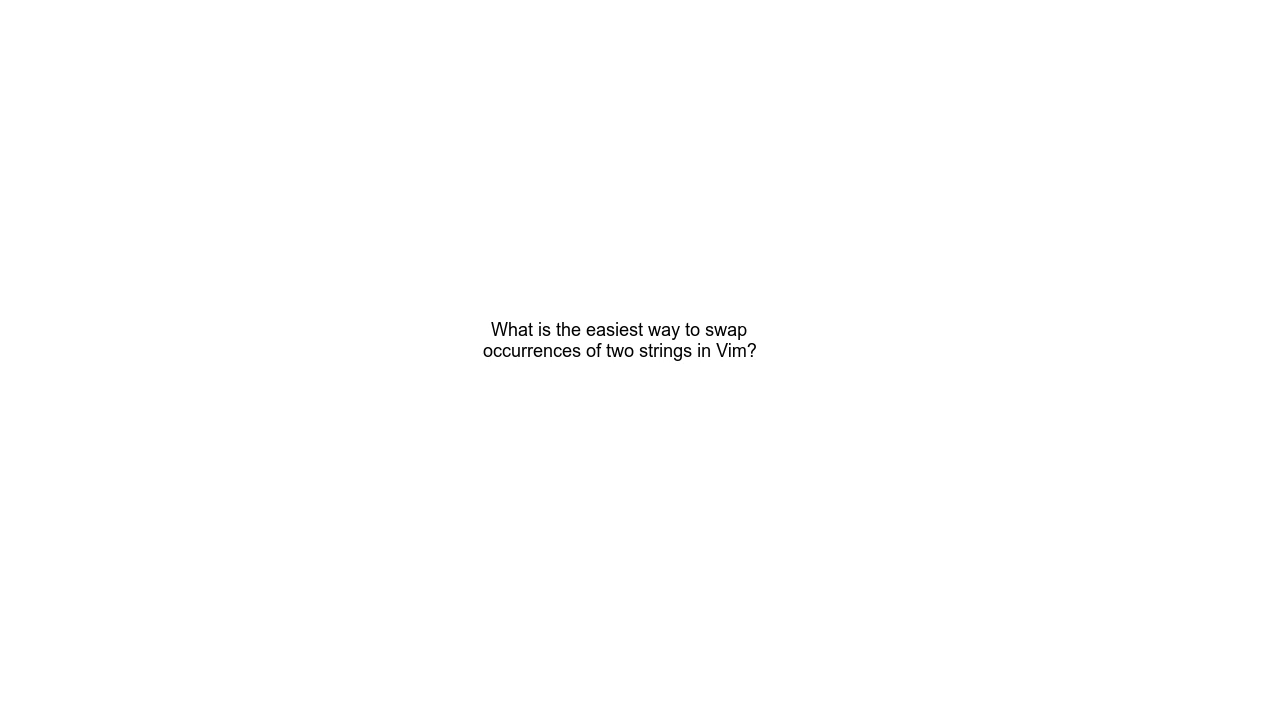 What is the easiest way to swap
occurrences of two strings in Vim?